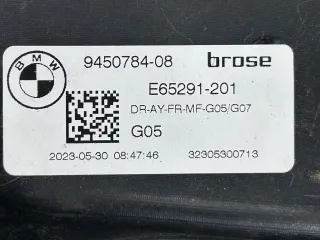 BMW
9450784-08 brose
E65291-201
DR-AY-FR-MF-G05/G07
G05
2023-05-30 08:47:46 32305300713